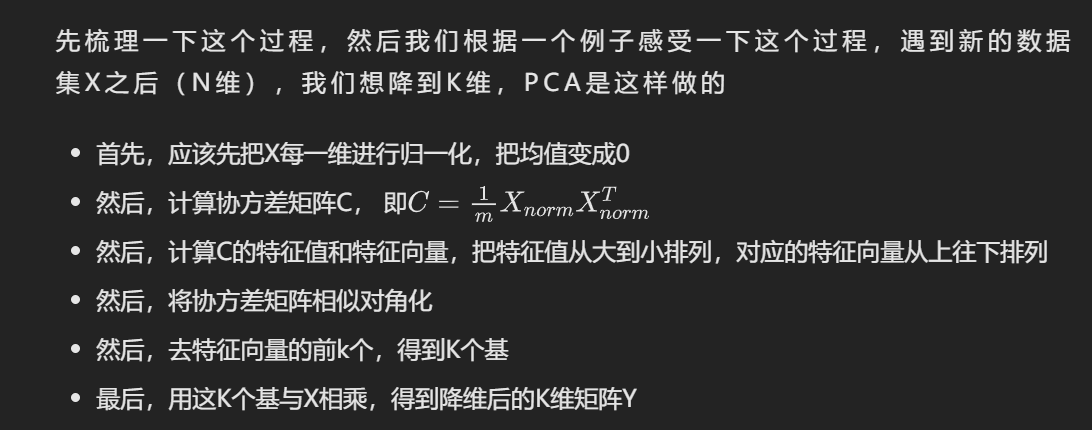 先梳理一下这个过程，然后我们根据一个例子感受一下这个过程，遇到新的数据
集X之后（N维），我们想降到K维，PCA是这样做的
• 首先，应该先把X每一维进行归一化，把均值变成0
• 然后，计算协方差矩阵C， 即$C = \frac{1}{m} X_{norm} X_{norm}^{T}$
• 然后，计算C的特征值和特征向量，把特征值从大到小排列，对应的特征向量从上往下排列
• 然后，将协方差矩阵相似对角化
• 然后，去特征向量的前k个，得到K个基
• 最后，用这K个基与X相乘，得到降维后的K维矩阵Y